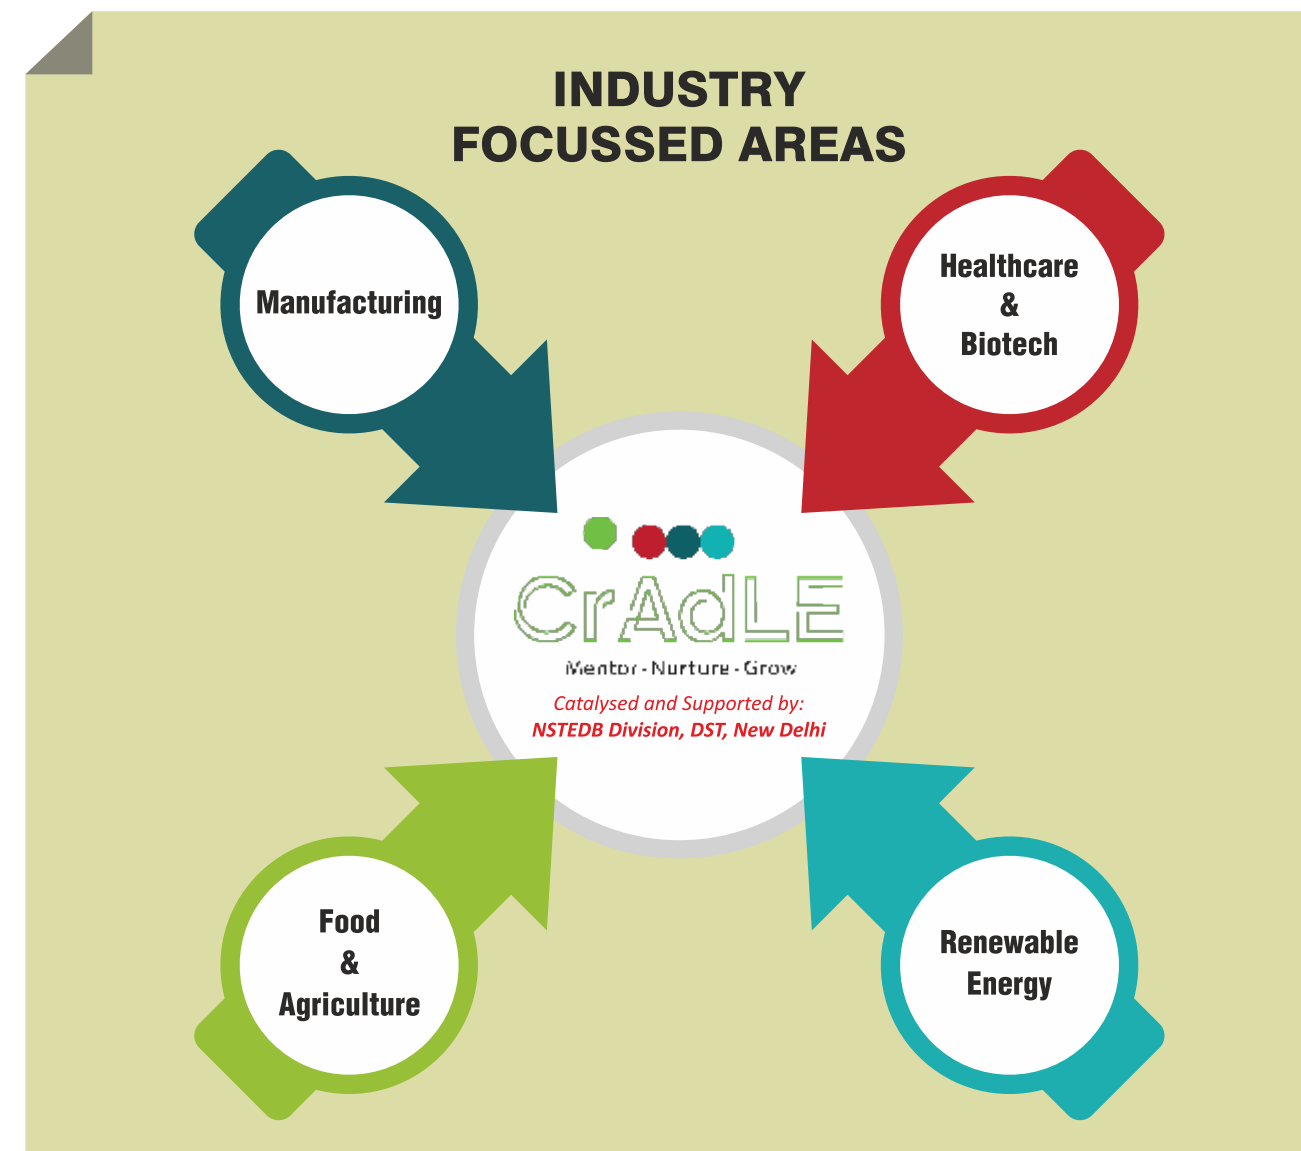 INDUSTRY
FOCUSSED AREAS
Manufacturing
Healthcare
&
Biotech
CrAdLE
Mentor - Nurture - Grow
Catalysed and Supported by:
NSTEDB Division, DST, New Delhi
Food
&
Agriculture
Renewable
Energy